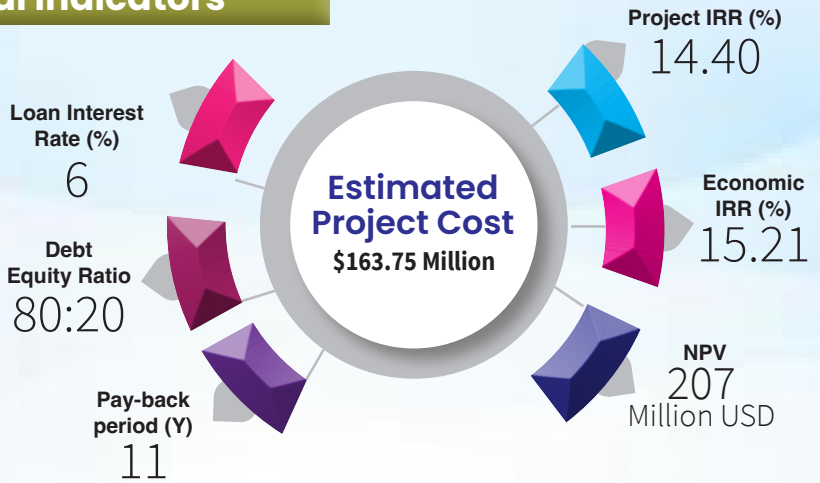 Indicators
Project IRR (%)
14.40
Loan Interest
Rate (%)
6
Estimated
Project Cost
$163.75 Million
Economic
IRR (%)
15.21
Debt
Equity Ratio
80:20
NPV
207
Million USD
Pay-back
period (Y)
11